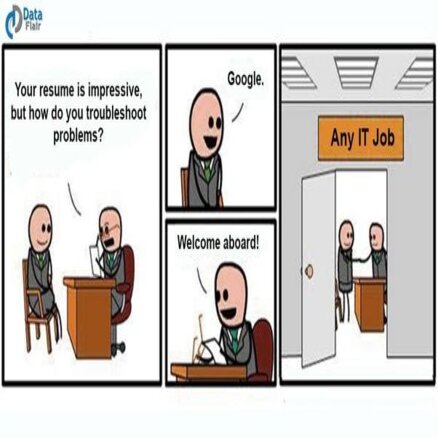 Data
Flair
Your resume is impressive,
but how do you troubleshoot
problems?
Google.
Welcome aboard!
Any IT Job